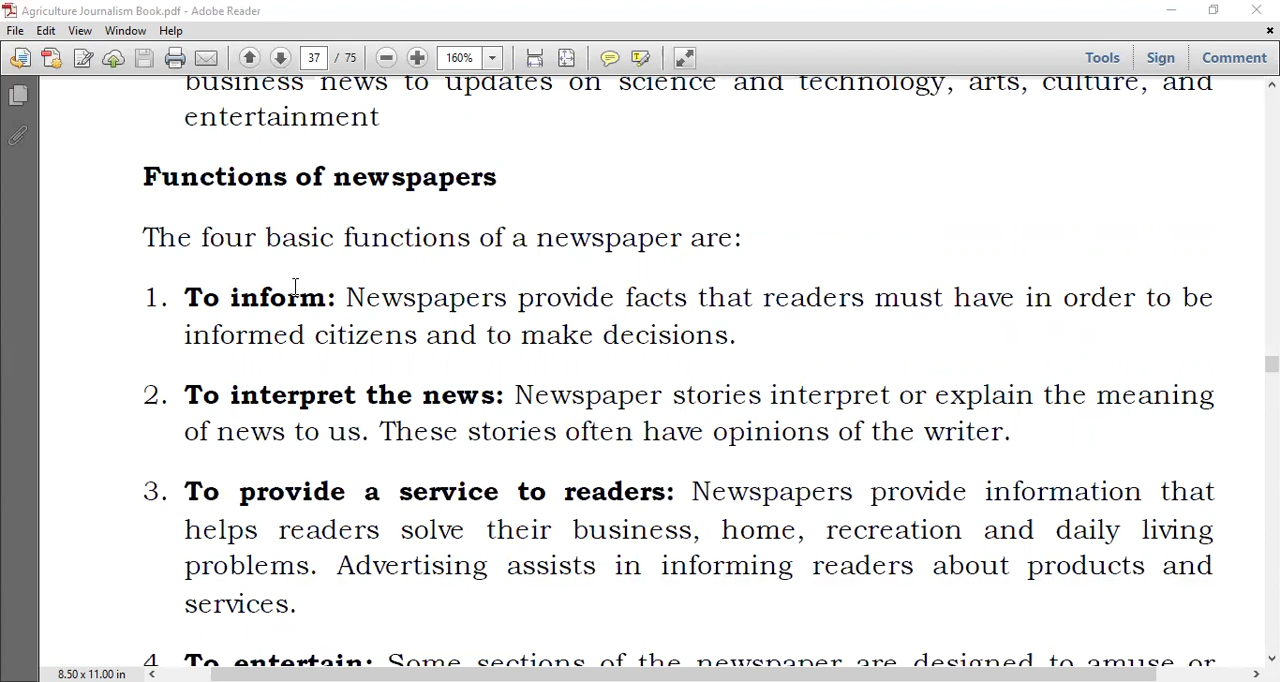 Agriculture Journalism Book.pdf - Adobe Reader
File Edit View Window Help
37 / 75 160% Tools Sign Comment
business news to updates on science and technology, arts, culture, and
entertainment
Functions of newspapers
The four basic functions of a newspaper are:
1. To inform: Newspapers provide facts that readers must have in order to be
informed citizens and to make decisions.
2. To interpret the news: Newspaper stories interpret or explain the meaning
of news to us. These stories often have opinions of the writer.
3. To provide a service to readers: Newspapers provide information that
helps readers solve their business, home, recreation and daily living
problems. Advertising assists in informing readers about products and
services.
4. To entertain: Some sections of the newspaper are designed to amuse or
8.50 x 11.00 in